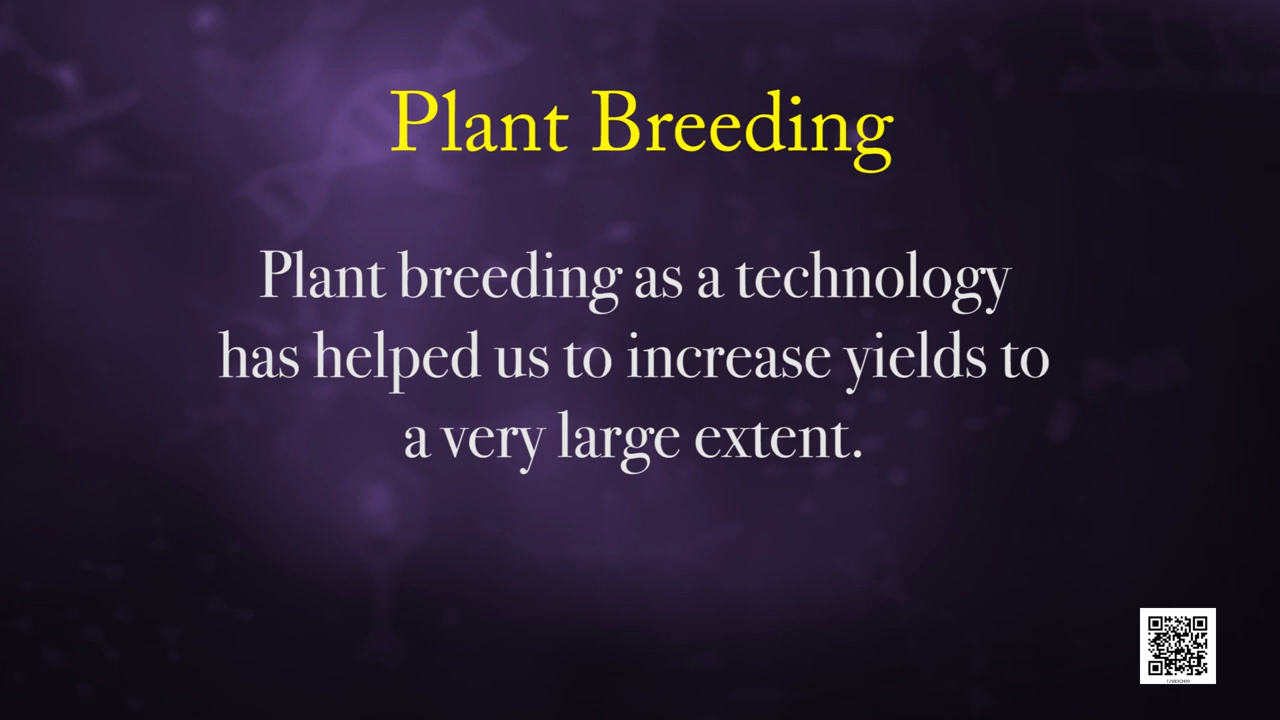 Plant Breeding
Plant breeding as a technology
has helped us to increase yields to
a very large extent.